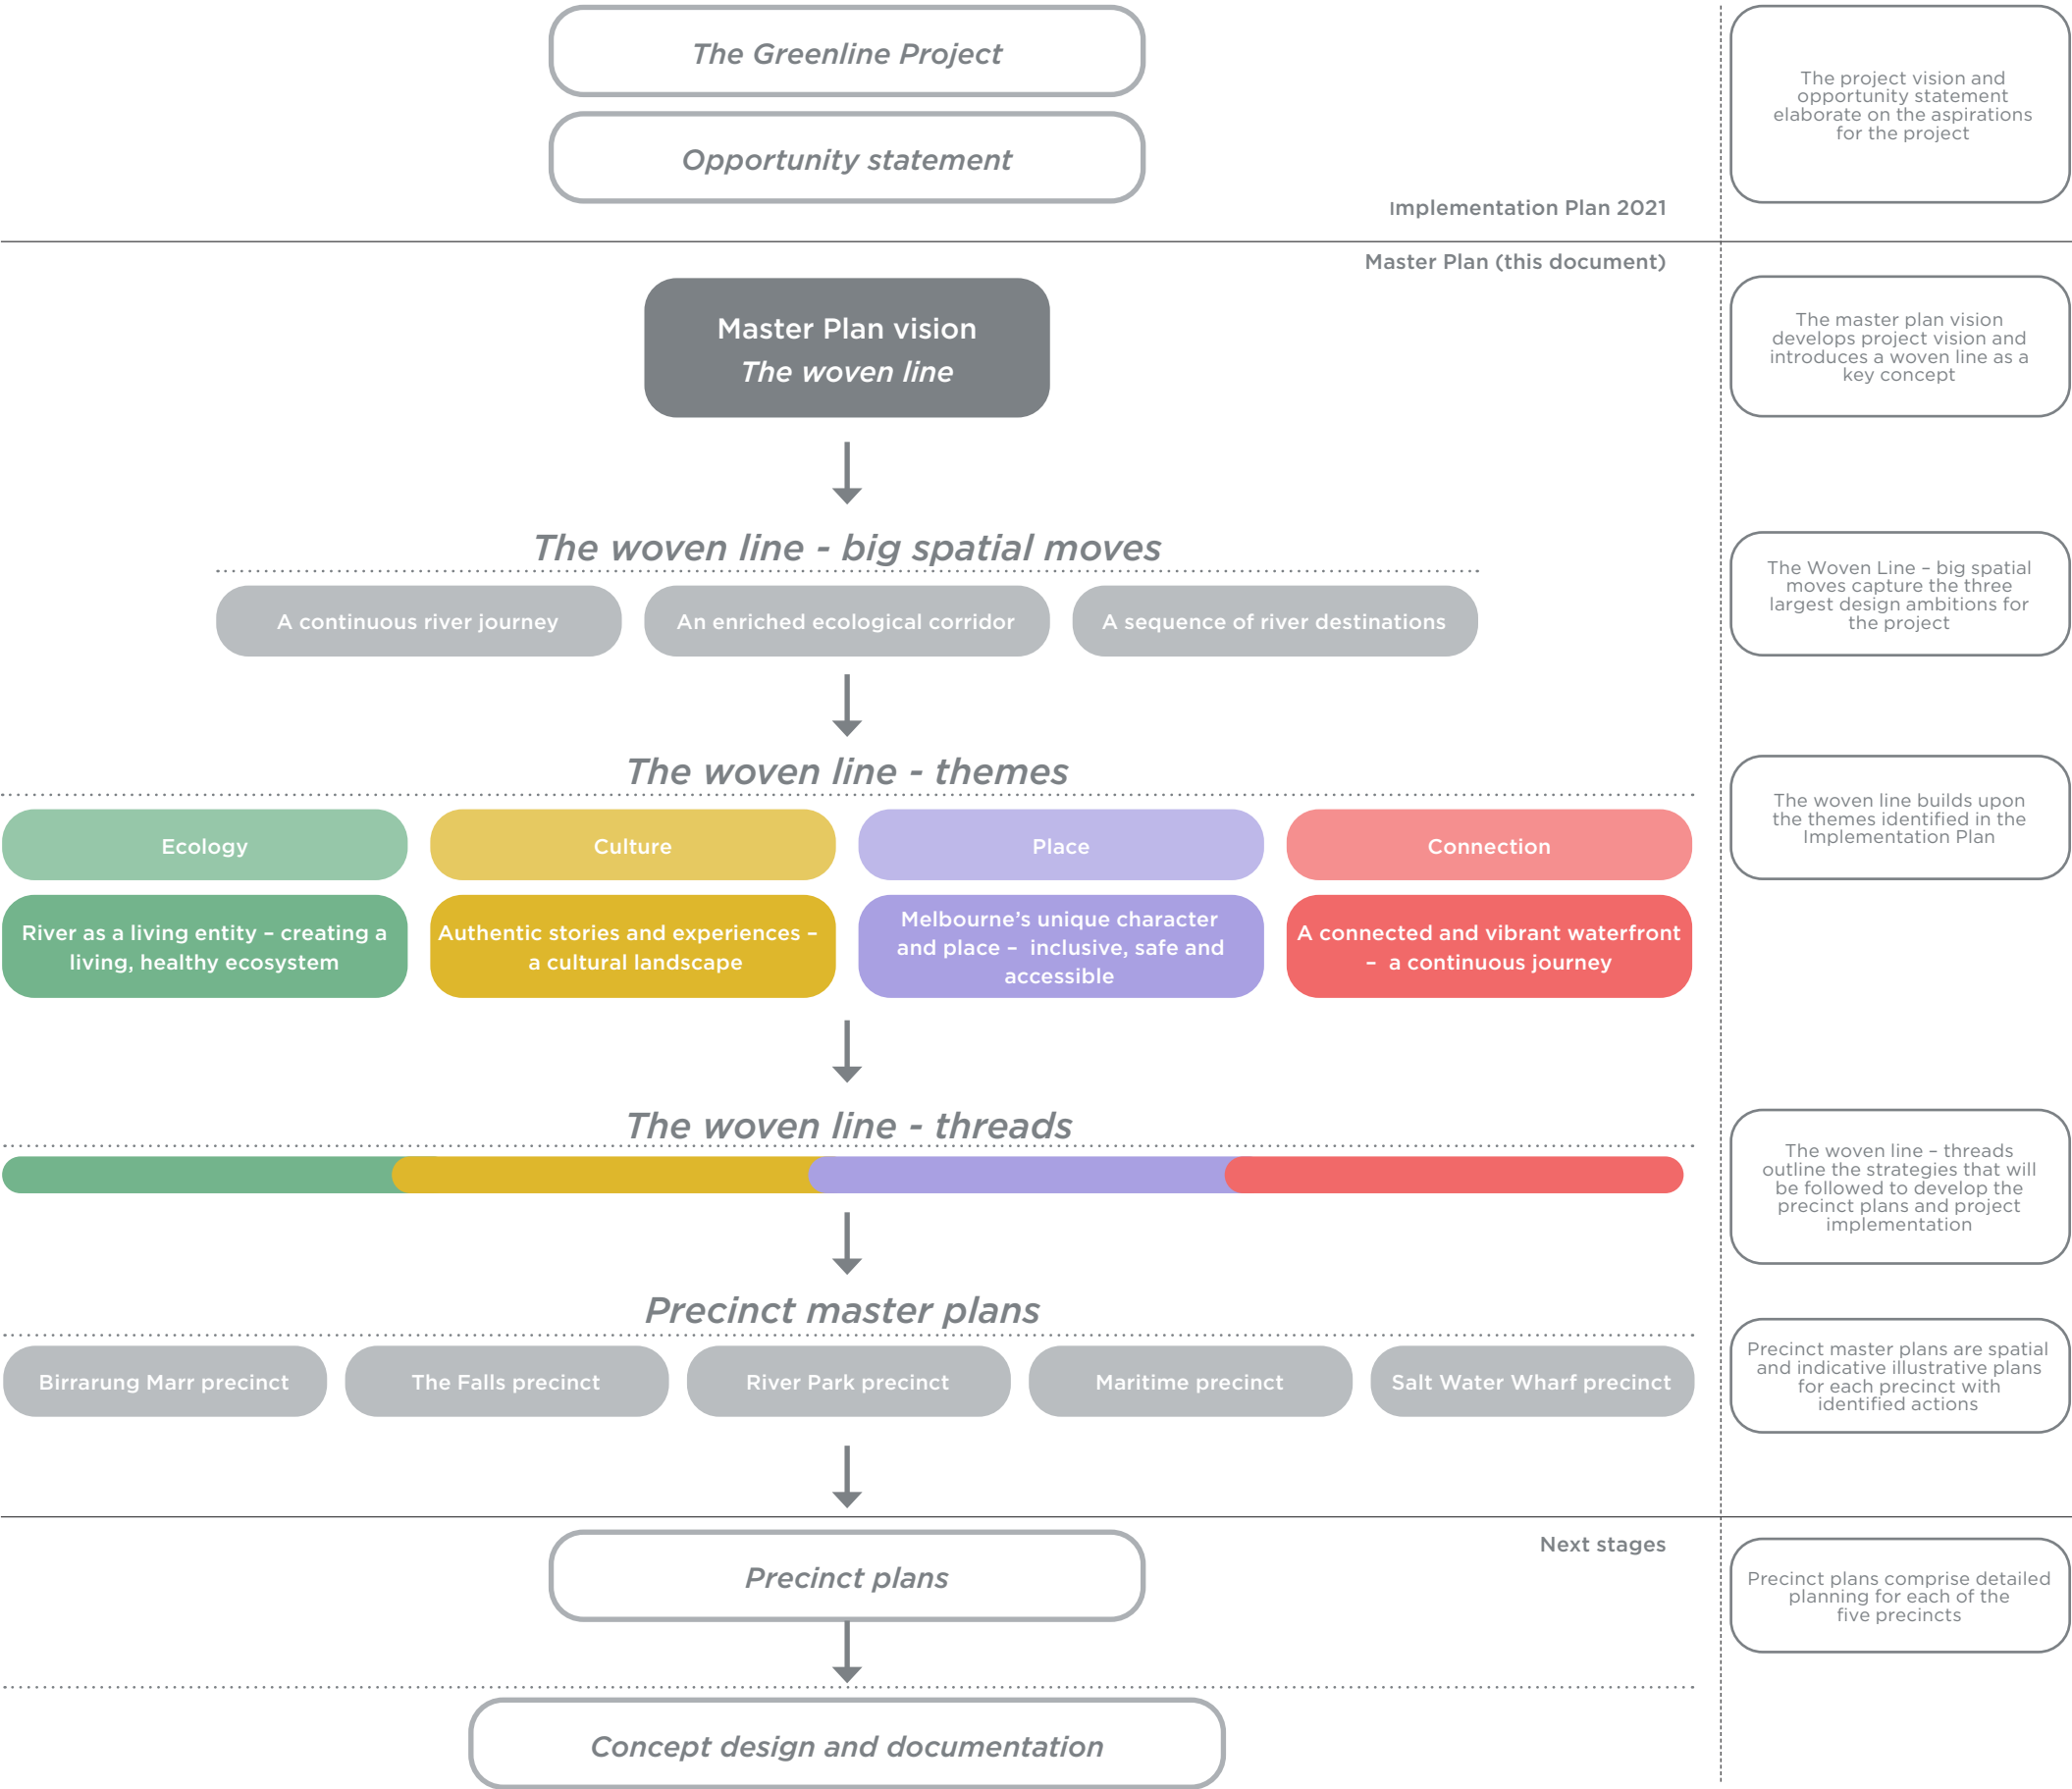 The Greenline Project
Opportunity statement
The project vision and
opportunity statement
elaborate on the aspirations
for the project
Implementation Plan 2021
Master Plan (this document)
Master Plan vision
The woven line
The master plan vision
develops project vision and
introduces a woven line as a
key concept
The woven line - big spatial moves
A continuous river journey
An enriched ecological corridor
A sequence of river destinations
The Woven Line – big spatial
moves capture the three
largest design ambitions for
the project
The woven line - themes
Ecology
Culture
Place
Connection
River as a living entity – creating a
living, healthy ecosystem
Authentic stories and experiences –
a cultural landscape
Melbourne’s unique character
and place –  inclusive, safe and
accessible
A connected and vibrant waterfront
–  a continuous journey
The woven line builds upon
the themes identified in the
Implementation Plan
The woven line - threads
The woven line – threads
outline the strategies that will
be followed to develop the
precinct plans and project
implementation
Precinct master plans
Birrarung Marr precinct
The Falls precinct
River Park precinct
Maritime precinct
Salt Water Wharf precinct
Precinct master plans are spatial
and indicative illustrative plans
for each precinct with
identified actions
Next stages
Precinct plans
Precinct plans comprise detailed
planning for each of the
five precincts
Concept design and documentation